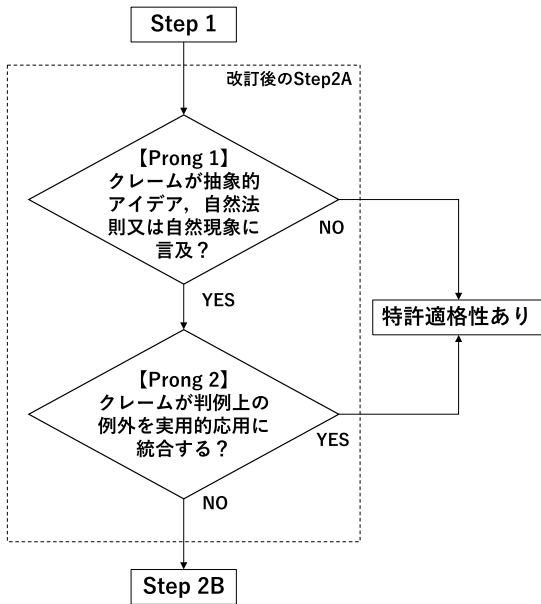 Step 1
改訂後のStep2A
【Prong 1】
クレームが抽象的
アイデア，自然法
則又は自然現象に
言及？
NO
YES
特許適格性あり
【Prong 2】
クレームが判例上の
例外を実用的応用に
統合する？
YES
NO
Step 2B